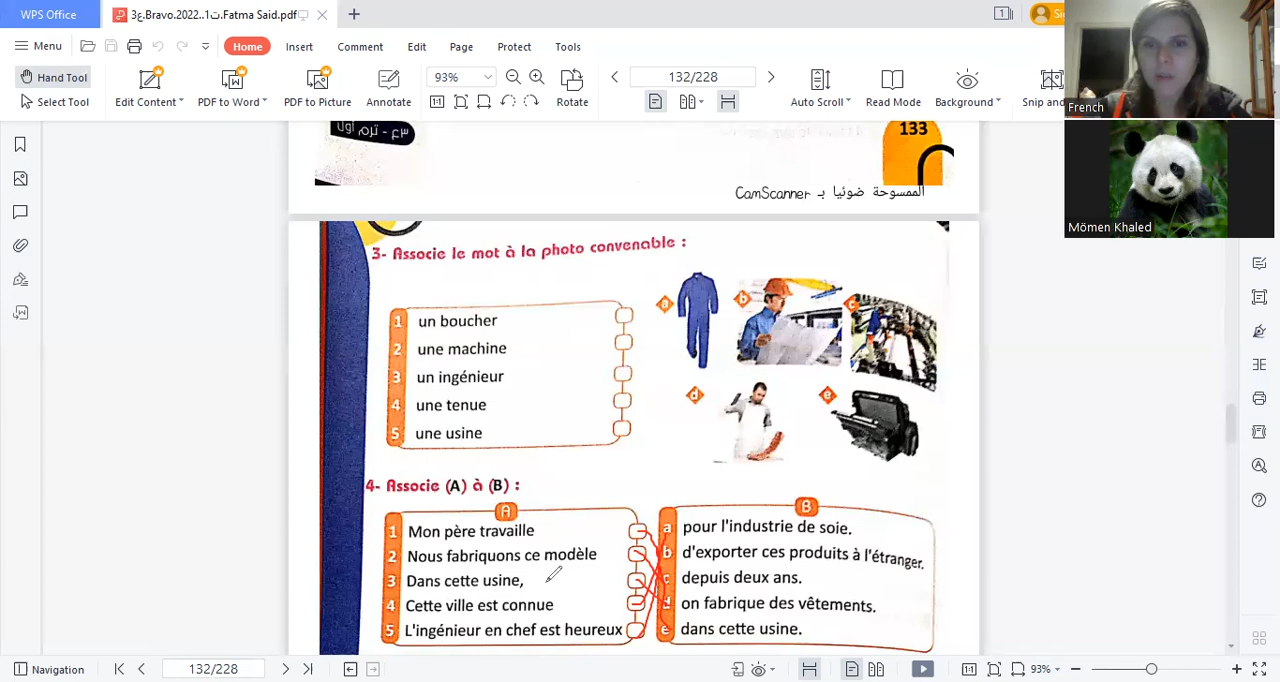 WPS Office
3ع.Bravo.2022..1ت.Fatma Said.pdf
1
Menu
Home
Insert
Comment
Edit
Page
Protect
Tools
Hand Tool
Select Tool
Edit Content
PDF to Word
PDF to Picture
Annotate
93%
Rotate
132/228
Auto Scroll
Read Mode
Background
Snip and
French
Mömen Khaled
133
الممسوحة ضوئيا بـ CamScanner
3- Associe le mot à la photo convenable :
1 un boucher
2 une machine
3 un ingénieur
4 une tenue
5 une usine
a
b
c
d
e
4- Associe (A) à (B) :
A
1 Mon père travaille
2 Nous fabriquons ce modèle
3 Dans cette usine,
4 Cette ville est connue
5 L'ingénieur en chef est heureux
B
a pour l'industrie de soie.
b d'exporter ces produits à l'étranger.
c depuis deux ans.
d on fabrique des vêtements.
e dans cette usine.
Navigation
132/228
93%